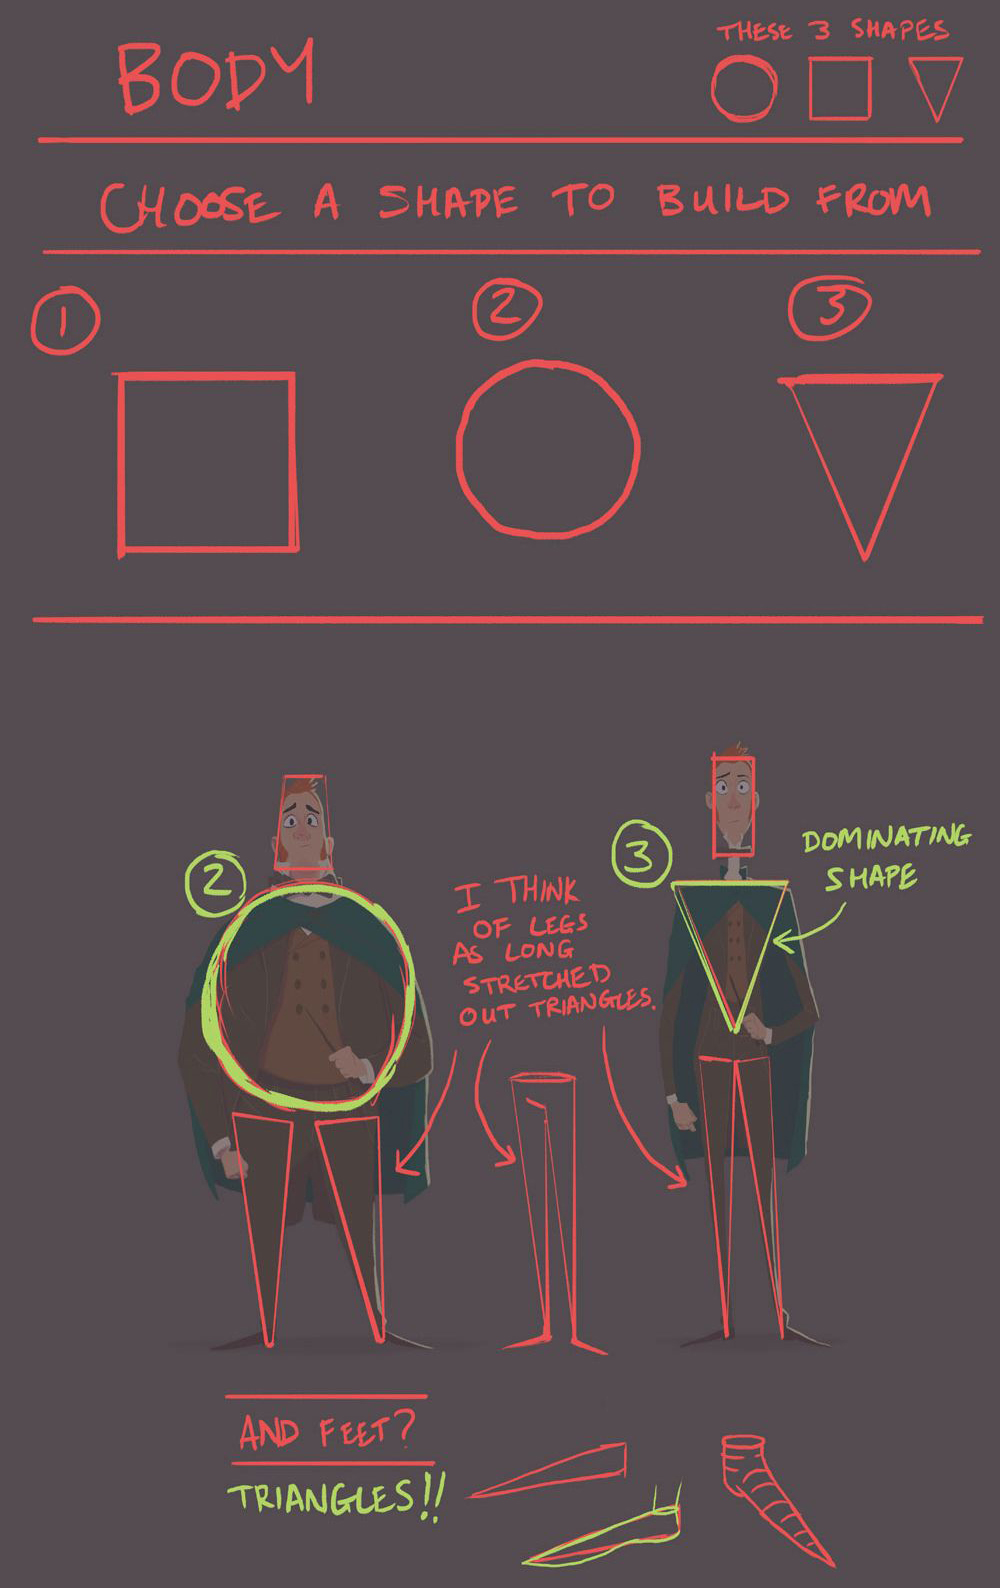 BODY
THESE 3 SHAPES
CHOOSE A SHAPE TO BUILD FROM
1
2
3
2
3
DOMINATING
SHAPE
I THINK
OF LEGS
AS LONG
STRETCHED
OUT TRIANGLES.
AND FEET?
TRIANGLES!!